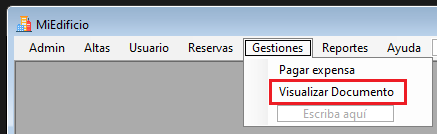 MiEdificio
Admin Altas Usuario Reservas Gestiones Reportes Ayuda
Pagar expensa
Visualizar Documento
Escriba aquí